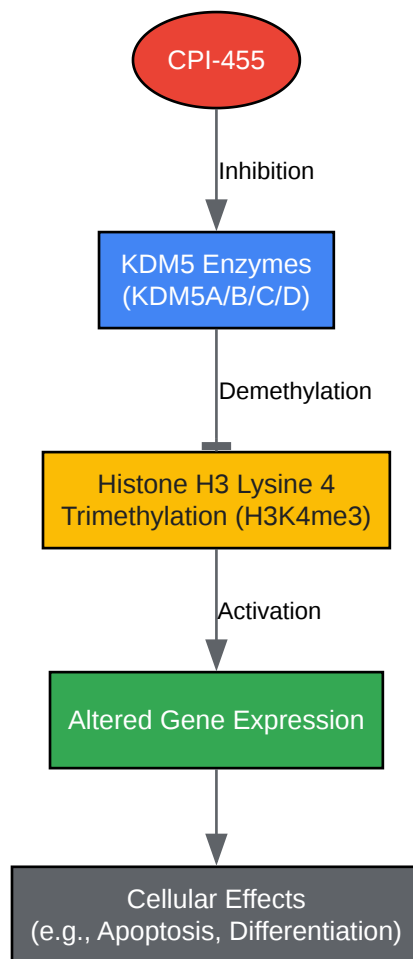 CPI-455
Inhibition
KDM5 Enzymes
(KDM5A/B/C/D)
Demethylation
Histone H3 Lysine 4
Trimethylation (H3K4me3)
Activation
Altered Gene Expression
Cellular Effects
(e.g., Apoptosis, Differentiation)